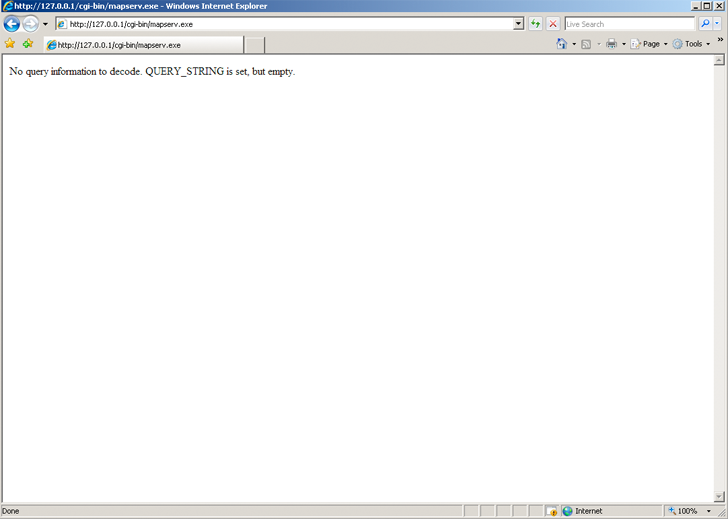 http://127.0.0.1/cgi-bin/mapserv.exe - Windows Internet Explorer
http://127.0.0.1/cgi-bin/mapserv.exe
Live Search
http://127.0.0.1/cgi-bin/mapserv.exe
Page
Tools
No query information to decode. QUERY_STRING is set, but empty.
Done
Internet
100%